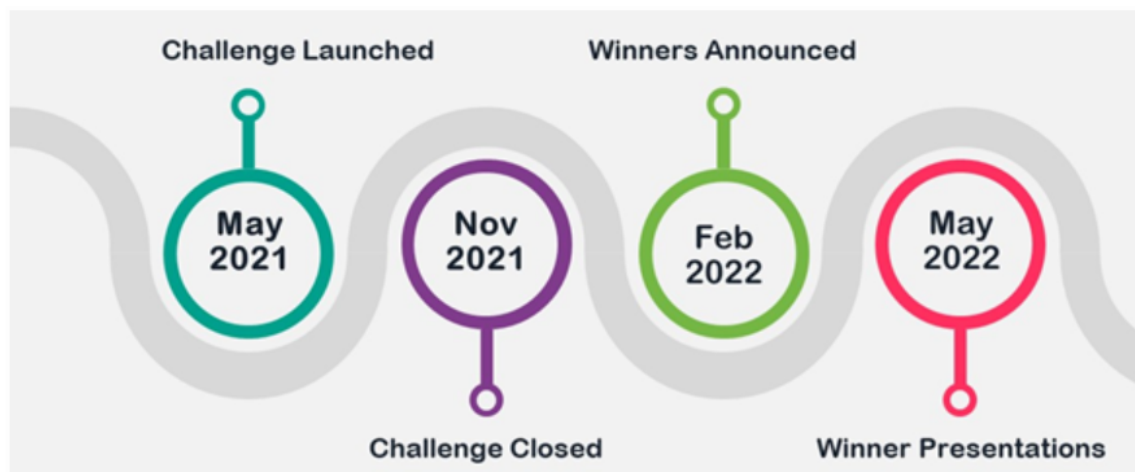 Challenge Launched
Winners Announced
May
2021
Nov
2021
Feb
2022
May
2022
Challenge Closed
Winner Presentations